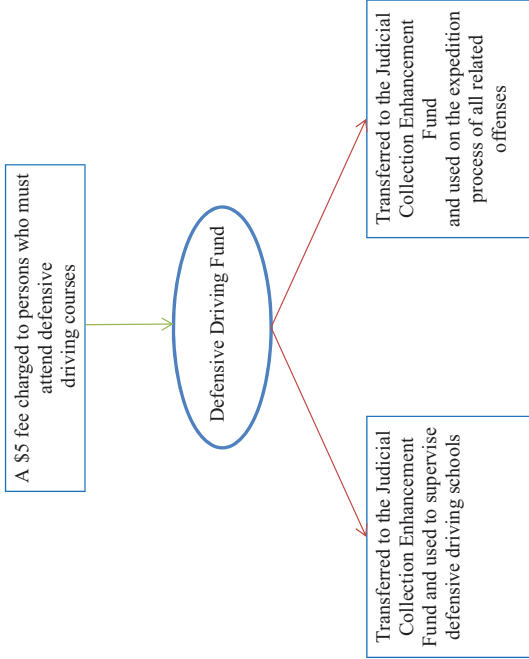 A $5 fee charged to persons who must
attend defensive
driving courses
Defensive Driving Fund
Transferred to the Judicial
Collection Enhancement
Fund and used to supervise
defensive driving schools
Transferred to the Judicial
Collection Enhancement
Fund
and used on the expedition
process of all related
offenses